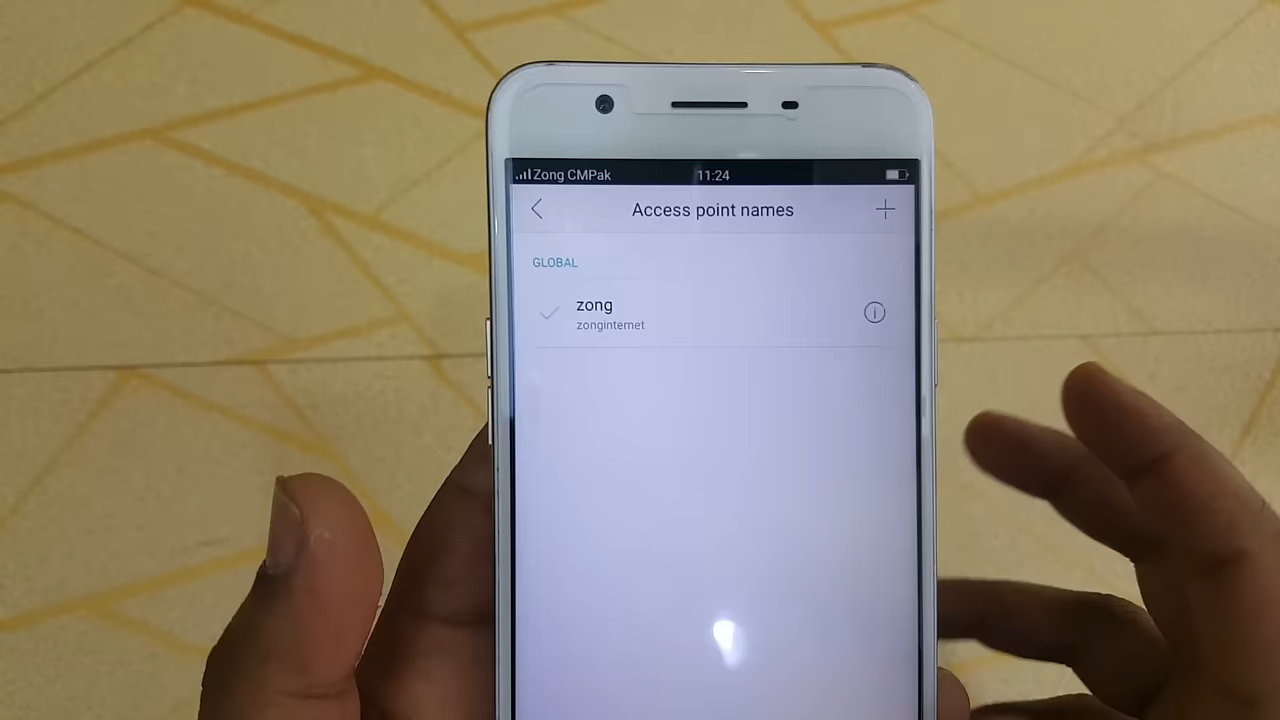 Zong CMPak 11:24
Access point names
GLOBAL
zong
zonginternet